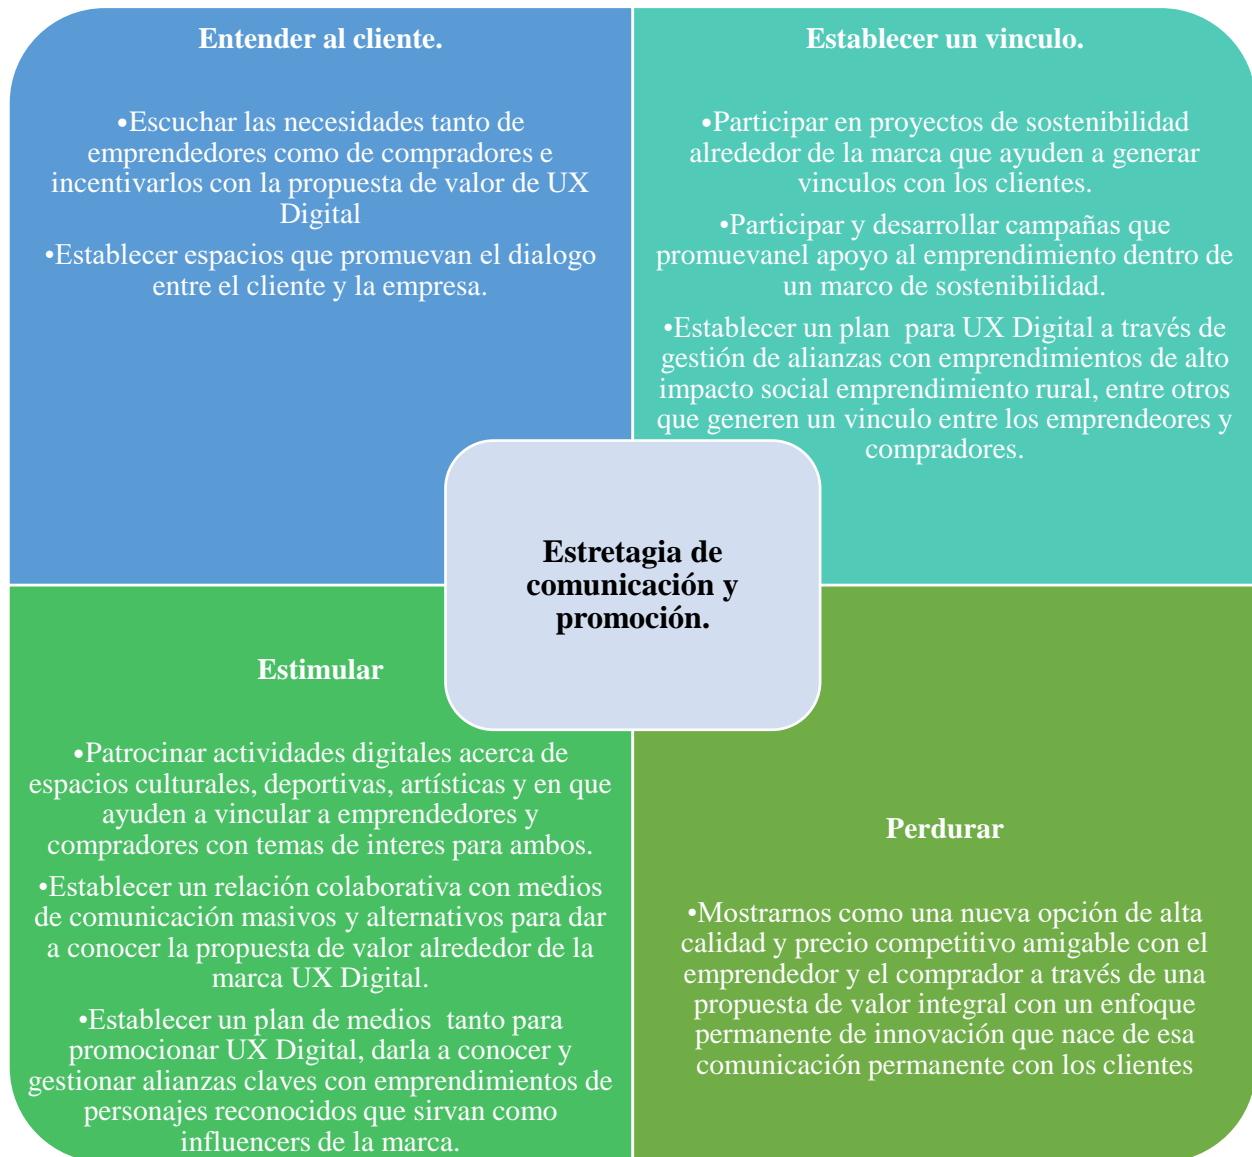 Entender al cliente.
•Escuchar las necesidades tanto de
emprendedores como de compradores e
incentivarlos con la propuesta de valor de UX
Digital
•Establecer espacios que promuevan el dialogo
entre el cliente y la empresa.
Establecer un vinculo.
•Participar en proyectos de sostenibilidad
alrededor de la marca que ayuden a generar
vinculos con los clientes.
•Participar y desarrollar campañas que
promuevanel apoyo al emprendimiento dentro de
un marco de sostenibilidad.
•Establecer un plan  para UX Digital a través de
gestión de alianzas con emprendimientos de alto
impacto social emprendimiento rural, entre otros
que generen un vinculo entre los emprendeores y
compradores.
Estretagia de
comunicación y
promoción.
Estimular
•Patrocinar actividades digitales acerca de
espacios culturales, deportivas, artísticas y en que
ayuden a vincular a emprendedores y
compradores con temas de interes para ambos.
•Establecer un relación colaborativa con medios
de comunicación masivos y alternativos para dar
a conocer la propuesta de valor alrededor de la
marca UX Digital.
•Establecer un plan de medios  tanto para
promocionar UX Digital, darla a conocer y
gestionar alianzas claves con emprendimientos de
personajes reconocidos que sirvan como
influencers de la marca.
Perdurar
•Mostrarnos como una nueva opción de alta
calidad y precio competitivo amigable con el
emprendedor y el comprador a través de una
propuesta de valor integral con un enfoque
permanente de innovación que nace de esa
comunicación permanente con los clientes